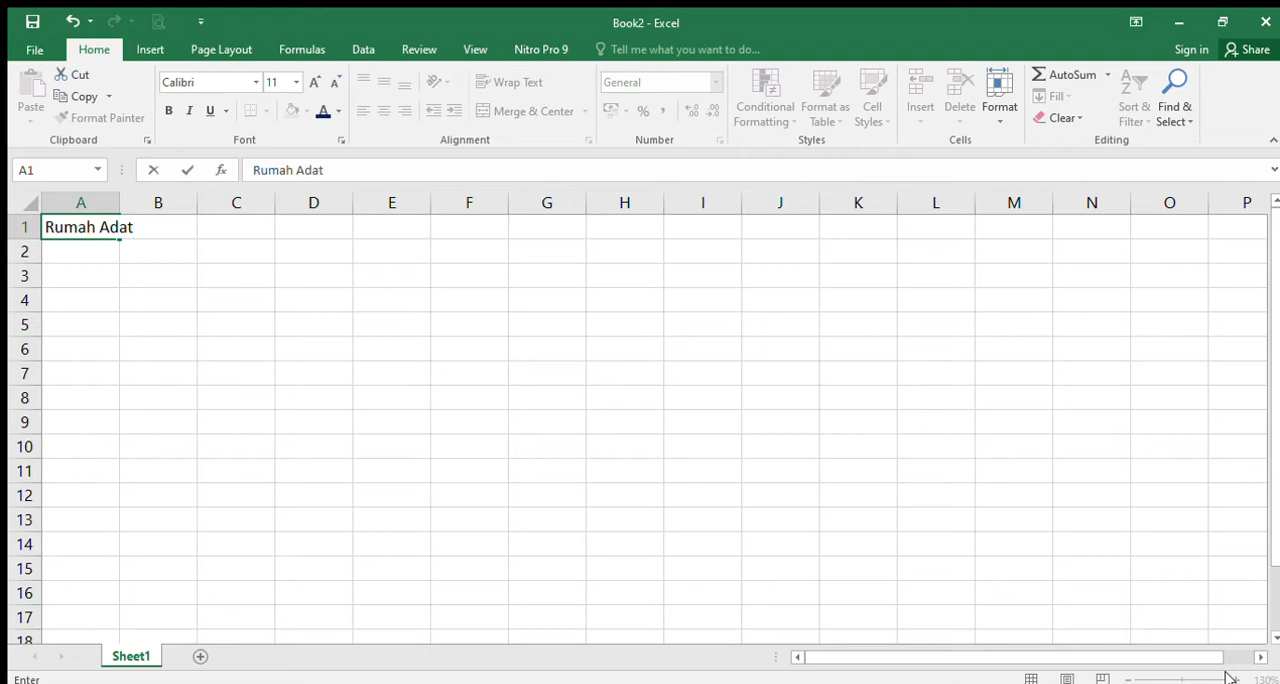 Book2 - Excel
File Home Insert Page Layout Formulas Data Review View Nitro Pro 9 Tell me what you want to do... Sign in Share
Paste
Cut
Copy
Format Painter
Clipboard
Calibri 11
B I U A
Font
Wrap Text
Merge & Center
Alignment
General
%
Number
Conditional Formatting
Format as Table
Cell Styles
Styles
Insert Delete Format
Cells
AutoSum
Fill
Clear
Sort & Filter
Find & Select
Editing
A1 fx Rumah Adat
A B C D E F G H I J K L M N O P
1 Rumah Adat
2
3
4
5
6
7
8
9
10
11
12
13
14
15
16
17
18
Sheet1
Enter 130%